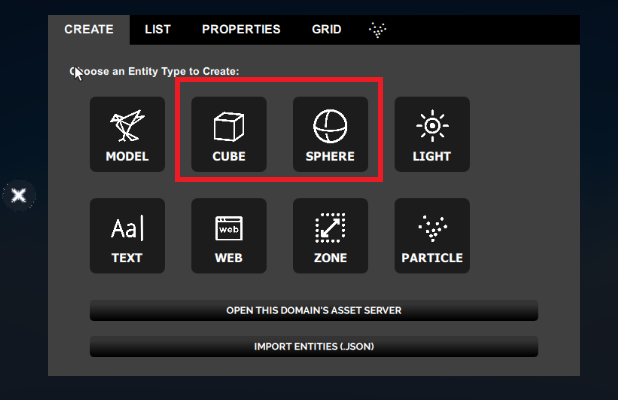 CREATE LIST PROPERTIES GRID
Choose an Entity Type to Create:
MODEL CUBE SPHERE LIGHT
Aa
web
TEXT WEB ZONE PARTICLE
OPEN THIS DOMAIN'S ASSET SERVER
IMPORT ENTITIES (.JSON)